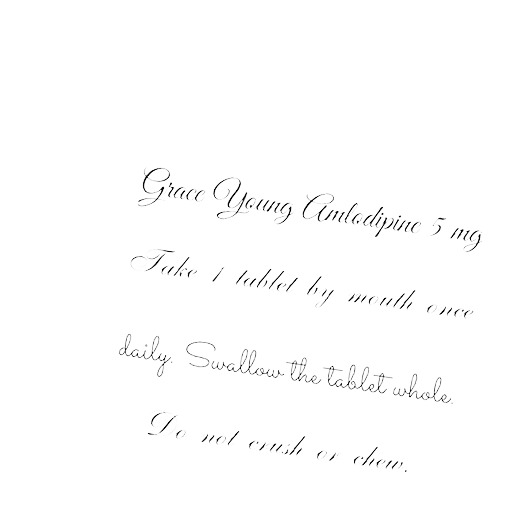 Grace Young Amlodipine 5 mg
Take 1 tablet by mouth once
daily. Swallow the tablet whole.
Do not crush or chew.